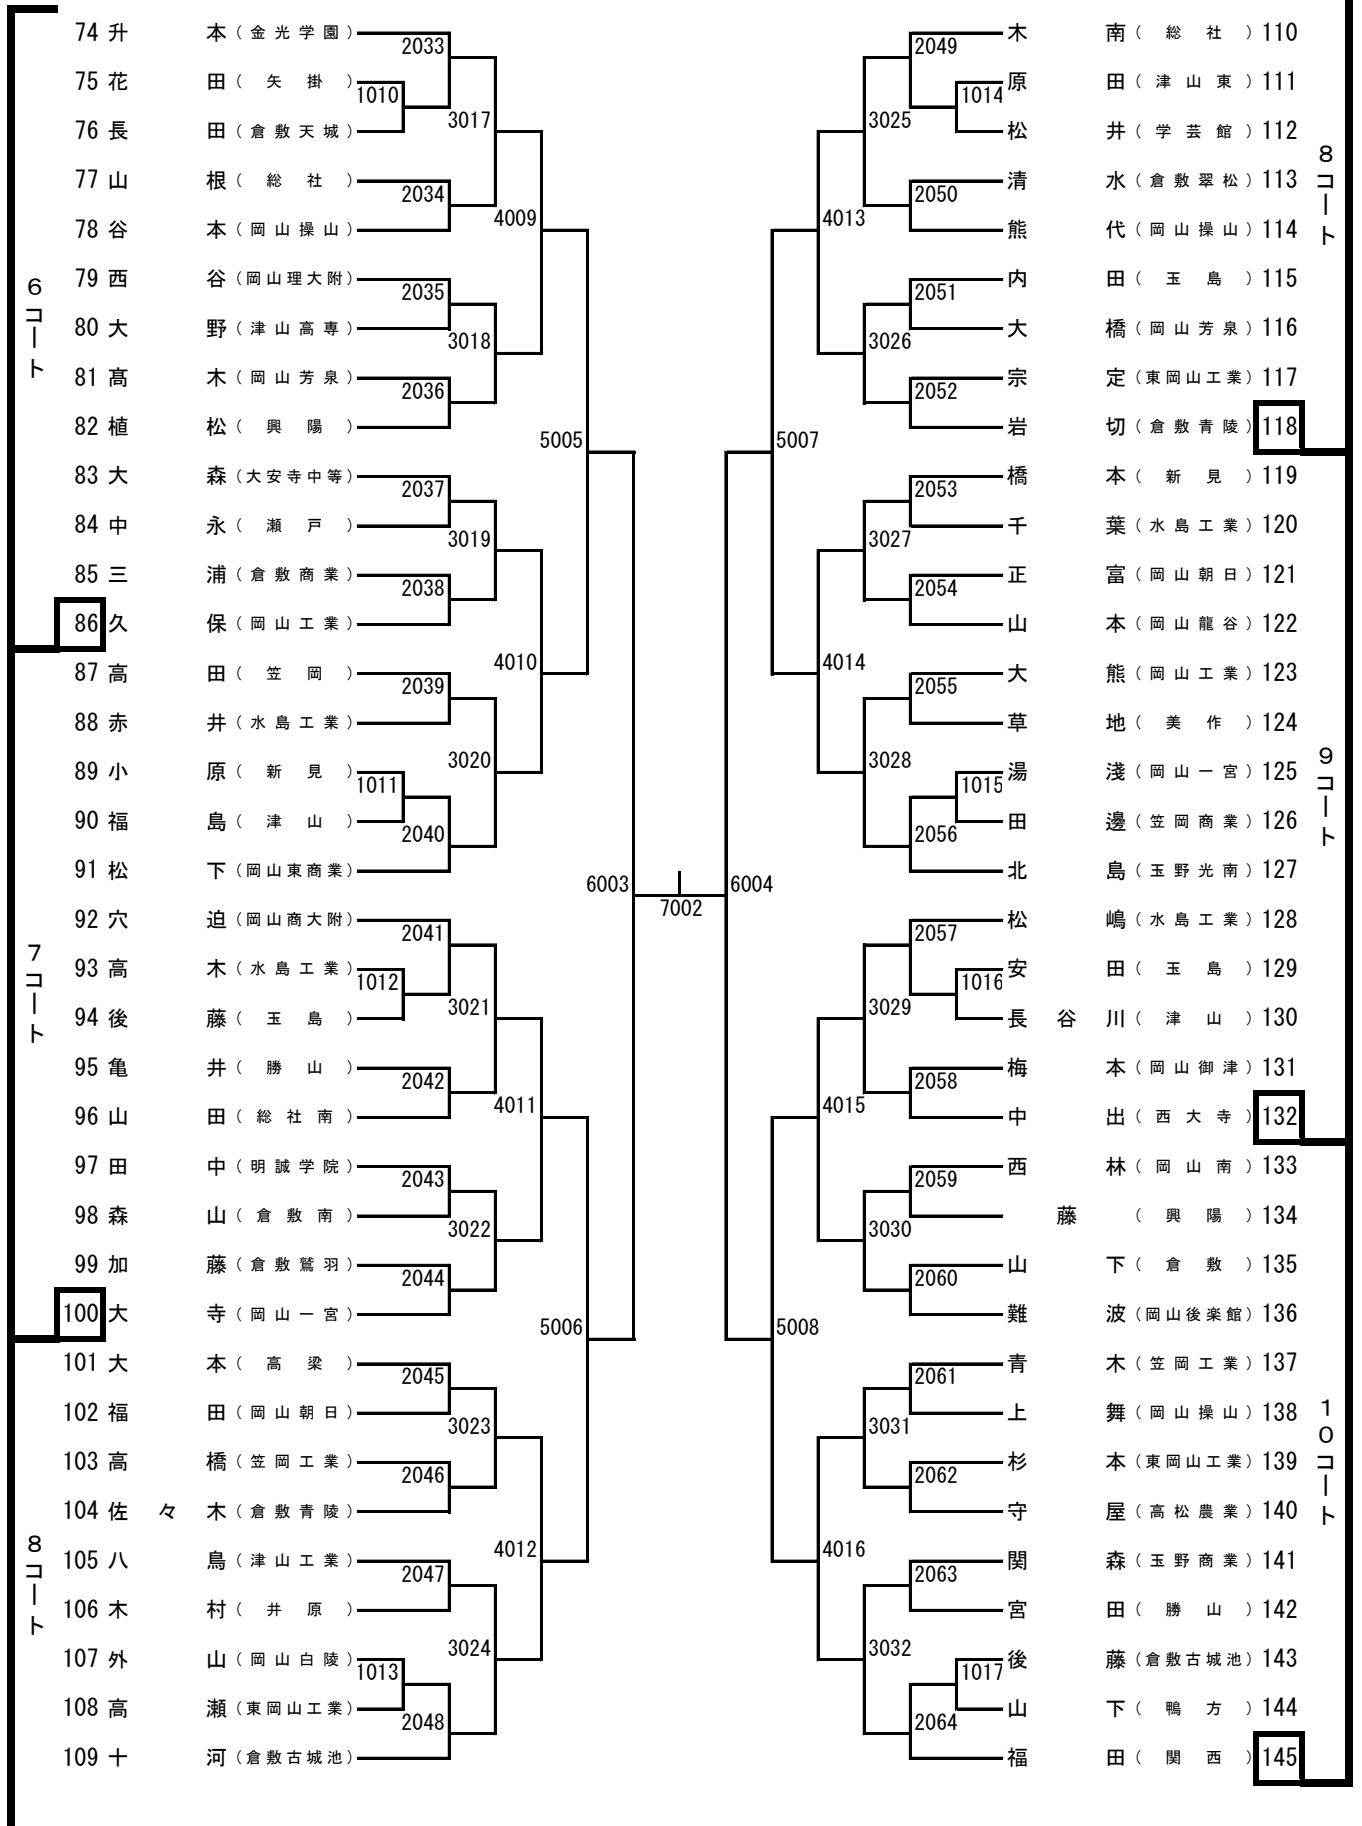 6コート
74 升本（金光学園）
75 花田（矢掛）
76 長田（倉敷天城）
77 山根（総社）
78 谷本（岡山操山）
79 西谷（岡山理大附）
80 大野（津山高専）
81 髙木（岡山芳泉）
82 植松（興陽）
83 大森（大安寺中等）
84 中永（瀬戸）
85 三浦（倉敷商業）
86 久保（岡山工業）
7コート
87 高田（笠岡）
88 赤井（水島工業）
89 小原（新見）
90 福島（津山）
91 松下（岡山東商業）
92 穴迫（岡山商大附）
93 高木（水島工業）
94 後藤（玉島）
95 亀井（勝山）
96 山田（総社南）
97 田中（明誠学院）
98 森山（倉敷南）
99 加藤（倉敷鷲羽）
100 大寺（岡山一宮）
8コート
101 大本（高梁）
102 福田（岡山朝日）
103 高橋（笠岡工業）
104 佐々木（倉敷青陵）
105 八鳥（津山工業）
106 木村（井原）
107 外山（岡山白陵）
108 高瀬（東岡山工業）
109 十河（倉敷古城池）
1010
1011
1012
1013
2033
2034
2035
2036
2037
2038
2039
2040
2041
2042
2043
2044
2045
2046
2047
2048
3017
3018
3019
3020
3021
3022
3023
3024
4009
4010
4011
4012
5005
5006
6003
7002
6004
5007
5008
4013
4014
4015
4016
3025
3026
3027
3028
3029
3030
3031
3032
2049
2050
2051
2052
2053
2054
2055
2056
2057
2058
2059
2060
2061
2062
2063
2064
1014
1015
1016
1017
木南（総社）110
原田（津山東）111
松井（学芸館）112
清水（倉敷翠松）113
熊代（岡山操山）114
内田（玉島）115
大橋（岡山芳泉）116
宗定（東岡山工業）117
岩切（倉敷青陵）118
8コート
橋本（新見）119
千葉（水島工業）120
正富（岡山朝日）121
山本（岡山龍谷）122
大熊（岡山工業）123
草地（美作）124
湯淺（岡山一宮）125
田邊（笠岡商業）126
北島（玉野光南）127
松嶋（水島工業）128
安田（玉島）129
長谷川（津山）130
梅本（岡山御津）131
中出（西大寺）132
9コート
西林（岡山南）133
藤（興陽）134
山下（倉敷）135
難波（岡山後楽館）136
青木（笠岡工業）137
上舞（岡山操山）138
杉本（東岡山工業）139
守屋（高松農業）140
関森（玉野商業）141
宮田（勝山）142
後藤（倉敷古城池）143
山下（鴨方）144
福田（関西）145
10コート